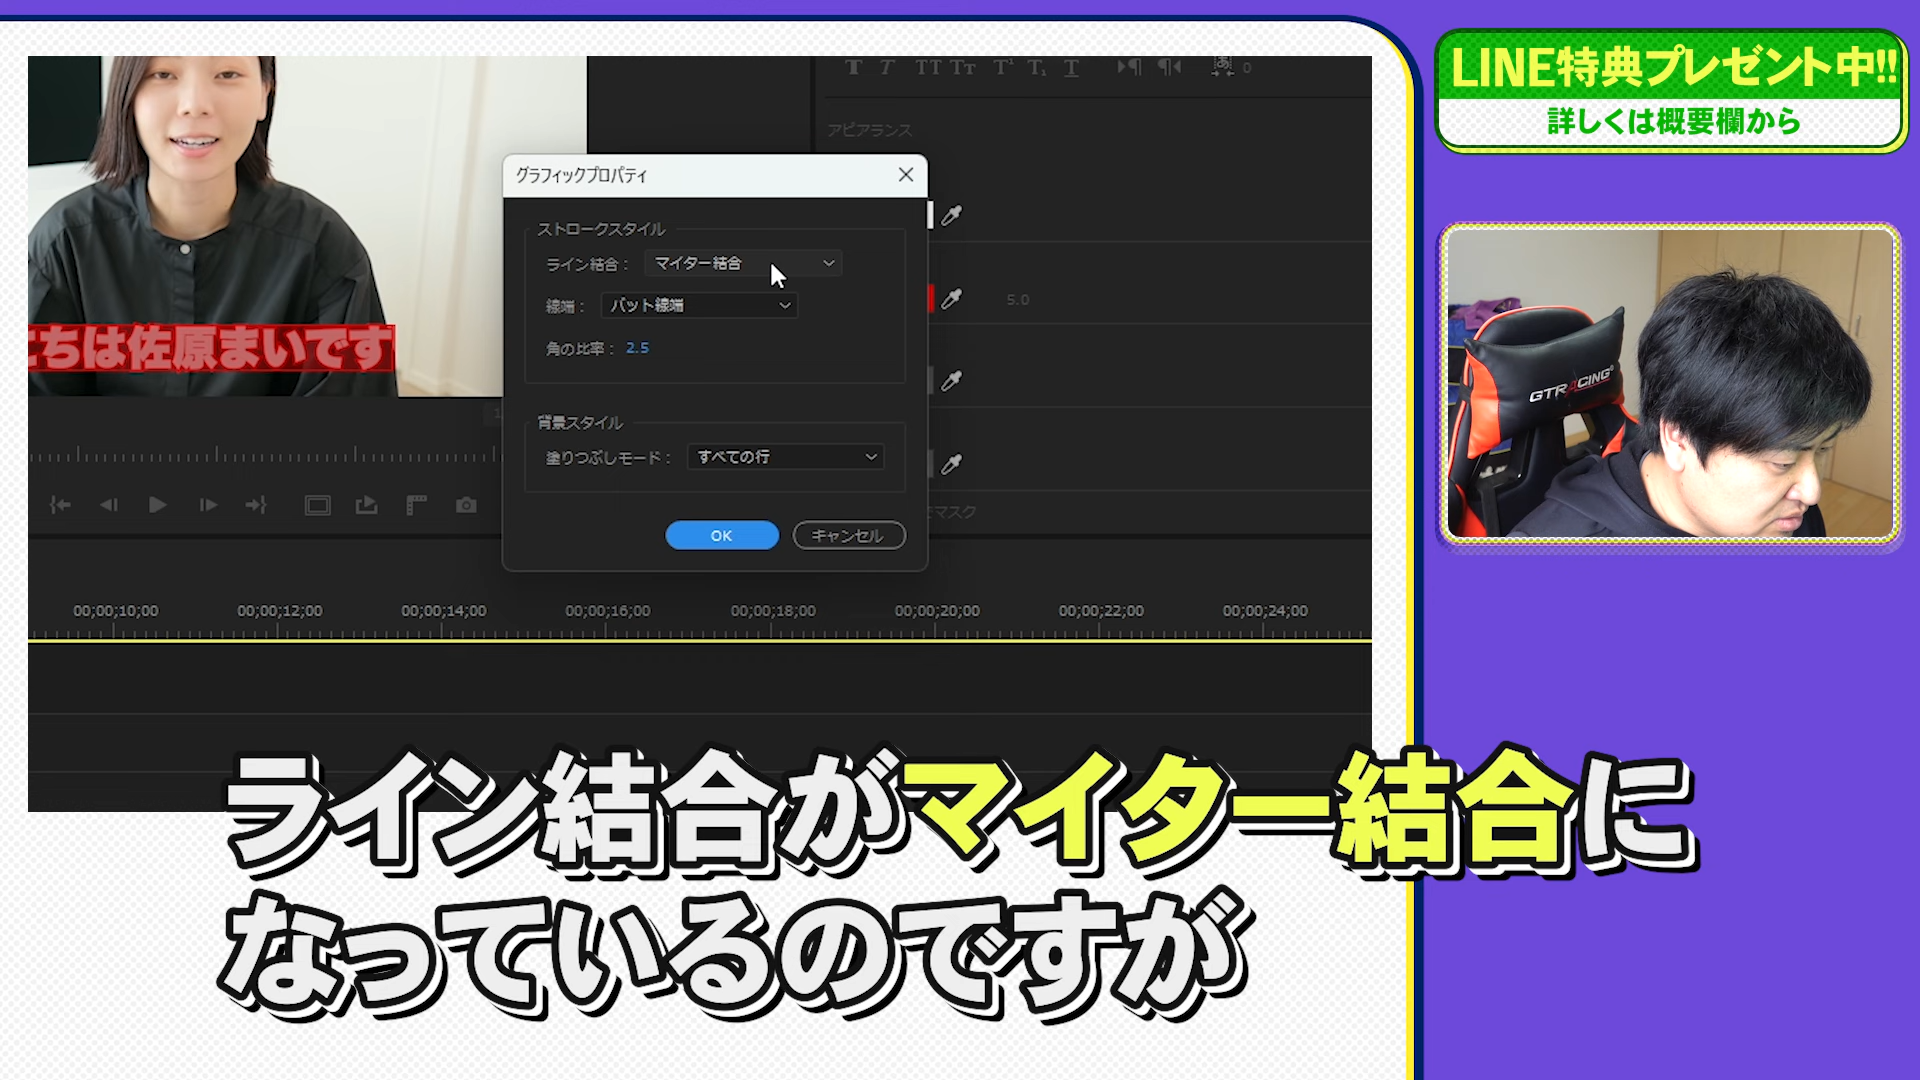 LINE特典プレゼント中!!
詳しくは概要欄から
T T TT Tт T¹ T₁ T
あ 0
アピアランス
グラフィックプロパティ
ストロークスタイル
ライン結合： マイター結合
線端： バット線端
角の比率： 2.5
背景スタイル
塗りつぶしモード： すべての行
OK キャンセル
5.0
マスク
ちは佐原まいです
GTRACING
00;00;10;00 00;00;12;00 00;00;14;00 00;00;16;00 00;00;18;00 00;00;20;00 00;00;22;00 00;00;24;00
ライン結合がマイター結合に
なっているのですが